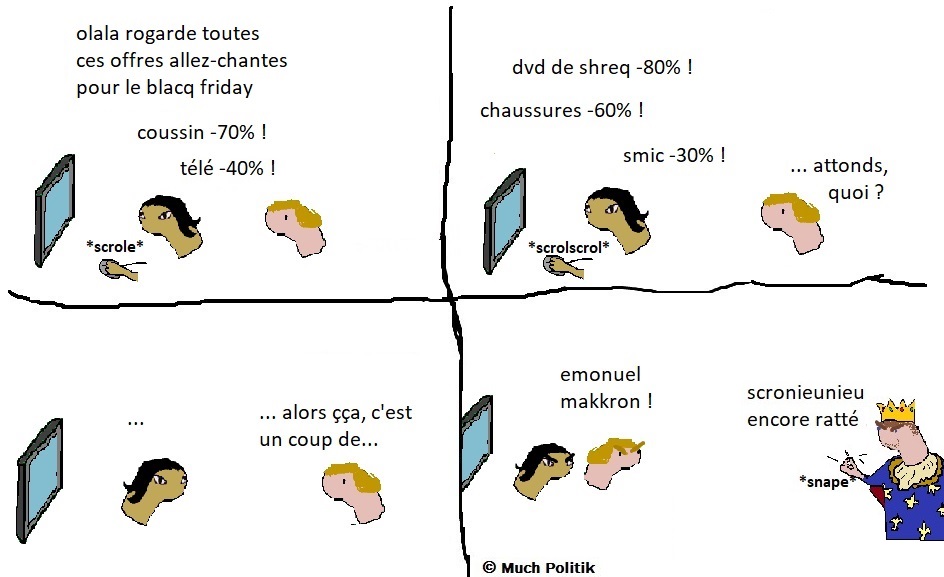 olala rogarde toutes
ces offres allez-chantes
pour le blacq friday
coussin -70% !
télé -40% !
*scrole*
dvd de shreq -80% !
chaussures -60% !
smic -30% !
... attonds,
quoi ?
*scrolscrol*
...
... alors çça, c'est
un coup de...
emonuel
makkron !
scronieunieu
encore ratté
*snape*
© Much Politik